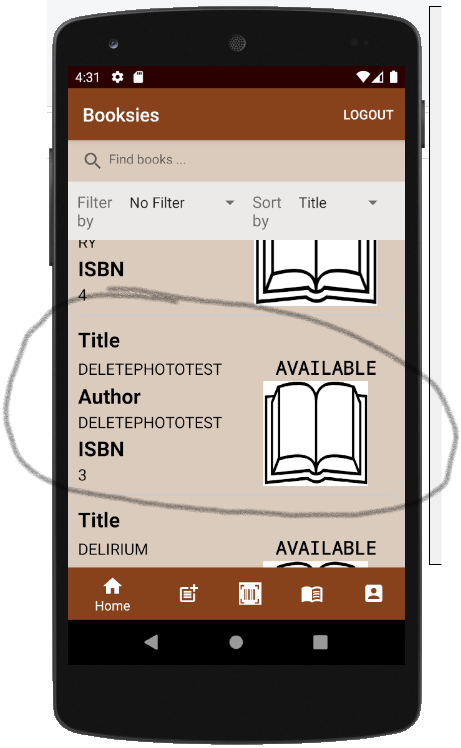 4:31
Booksies LOGOUT
Find books ...
Filter by No Filter Sort by Title
RY
ISBN
4
Title
DELETEPHOTOTEST AVAILABLE
Author
DELETEPHOTOTEST
ISBN
3
Title
DELIRIUM AVAILABLE
Home